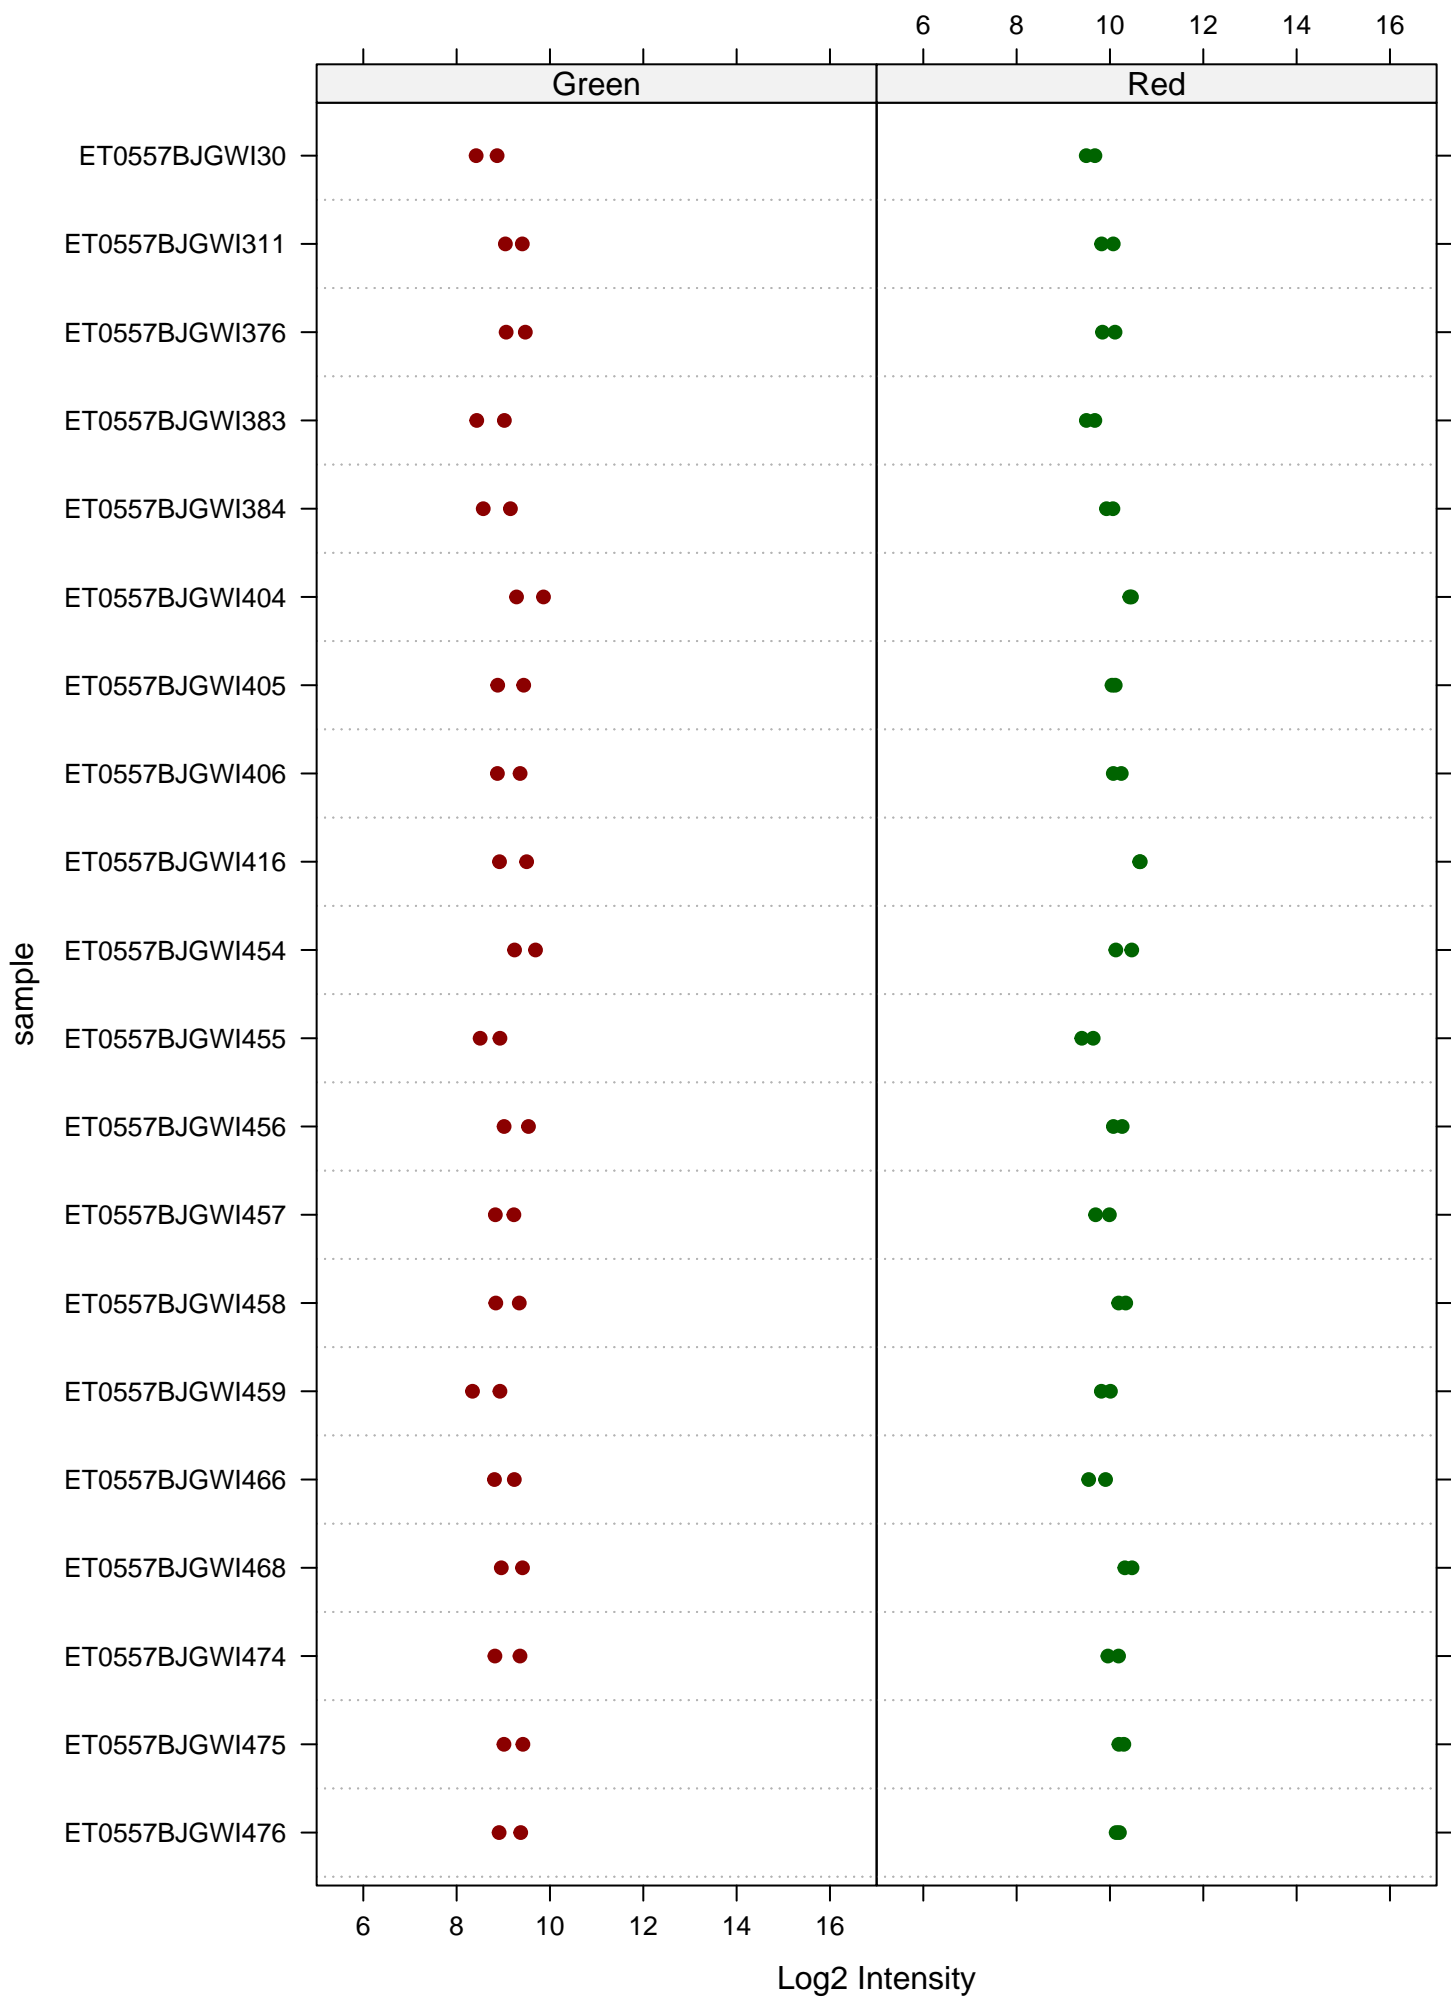 6 8 10 12 14 16
Green Red
ET0557BJGWI30
ET0557BJGWI311
ET0557BJGWI376
ET0557BJGWI383
ET0557BJGWI384
ET0557BJGWI404
ET0557BJGWI405
ET0557BJGWI406
ET0557BJGWI416
ET0557BJGWI454
ET0557BJGWI455
ET0557BJGWI456
ET0557BJGWI457
ET0557BJGWI458
ET0557BJGWI459
ET0557BJGWI466
ET0557BJGWI468
ET0557BJGWI474
ET0557BJGWI475
ET0557BJGWI476
sample
6 8 10 12 14 16
Log2 Intensity